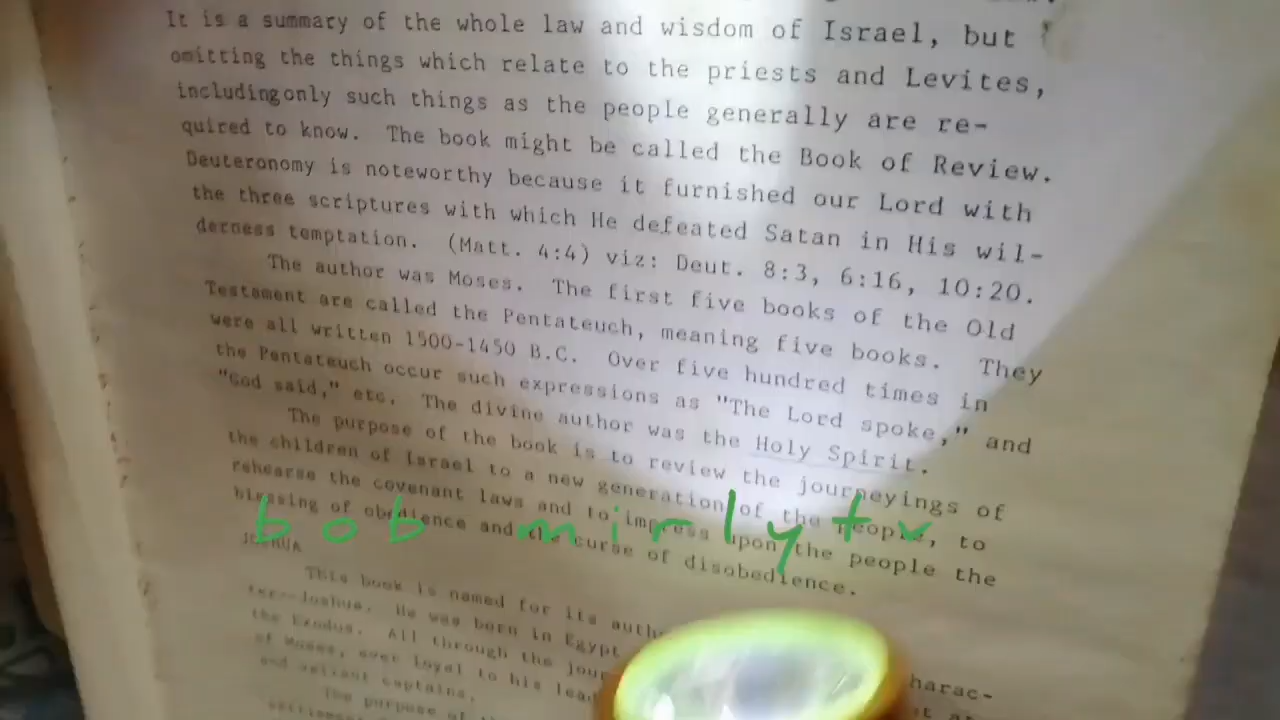 It is a summary of the whole law and wisdom of Israel, but
omitting the things which relate to the priests and Levites,
includingonly such things as the people generally are re-
quired to know. The book might be called the Book of Review.
Deuteronomy is noteworthy because it furnished our Lord with
the three scriptures with which He defeated Satan in His wil-
derness temptation. (Matt. 4:4) viz: Deut. 8:3, 6:16, 10:20.
The author was Moses. The first five books of the Old
Testament are called the Pentateuch, meaning five books. They
were all written 1500-1450 B.C. Over five hundred times in
the Pentateuch occur such expressions as "The Lord spoke," and
"God said," etc. The divine author was the Holy Spirit.
The purpose of the book is to review the journeyings of
the children of Israel to a new generation of the people, to
rehearse the covenant laws and to impress upon the people the
blessing of obedience and the curse of disobedience.
bob mirly tv
JOSHUA
This book is named for its
ter--Joshua. He was born in Egypt
the Exodus. All through the
of Moses, ever loyal to his
and valiant captains.
The purpose of
charac-